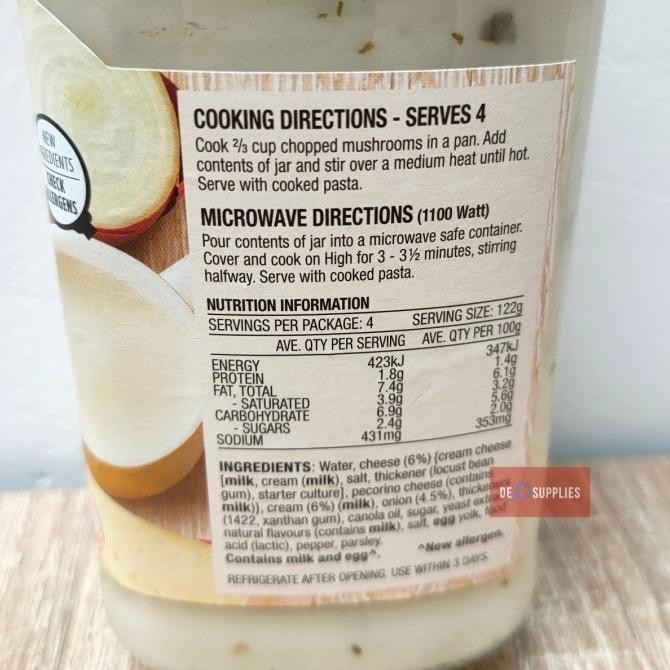 NEW
INGREDIENTS
CHECK
ALLERGENS
COOKING DIRECTIONS - SERVES 4
Cook ⅔ cup chopped mushrooms in a pan. Add
contents of jar and stir over a medium heat until hot.
Serve with cooked pasta.
MICROWAVE DIRECTIONS (1100 Watt)
Pour contents of jar into a microwave safe container.
Cover and cook on High for 3 - 3½ minutes, stirring
halfway. Serve with cooked pasta.
NUTRITION INFORMATION
SERVINGS PER PACKAGE: 4 SERVING SIZE: 122g
AVE. QTY PER SERVING AVE. QTY PER 100g
ENERGY 423kJ 347kJ
PROTEIN 1.8g 1.4g
FAT, TOTAL 7.4g 6.1g
- SATURATED 3.9g 3.2g
CARBOHYDRATE 6.9g 5.6g
- SUGARS 2.4g 2.0g
SODIUM 431mg 353mg
INGREDIENTS: Water, cheese (6%) {cream cheese
[milk, cream (milk), salt, thickener (locust bean
gum), starter culture], pecorino cheese (contains
milk)}, cream (6%) (milk), onion (4.5%), thickeners
(1422, xanthan gum), canola oil, sugar, yeast extract
natural flavours (contains milk), salt, egg yolk, food
acid (lactic), pepper, parsley.
Contains milk and egg^. ^New allergen.
REFRIGERATE AFTER OPENING. USE WITHIN 3 DAYS.
DE SUPPLIES